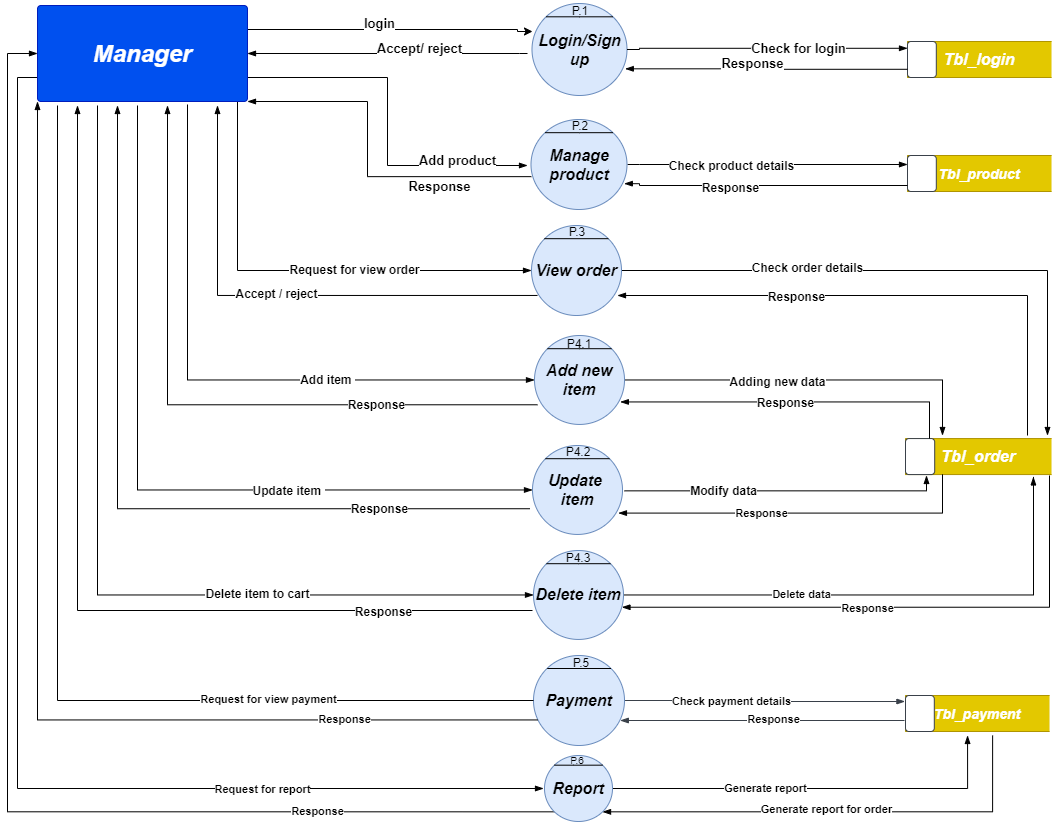 Manager
login
Accept/ reject
P.1
Login/Sign
up
Check for login
Response
Tbl_login
Add product
Response
P.2
Manage
product
Check product details
Response
Tbl_product
Request for view order
Accept / reject
P.3
View order
Check order details
Response
Add item
Response
P4.1
Add new
item
Adding new data
Response
Tbl_order
Update item
Response
P4.2
Update
item
Modify data
Response
Delete item to cart
Response
P4.3
Delete item
Delete data
Response
Request for view payment
Response
P.5
Payment
Check payment details
Response
Tbl_payment
Request for report
Response
P.6
Report
Generate report
Generate report for order